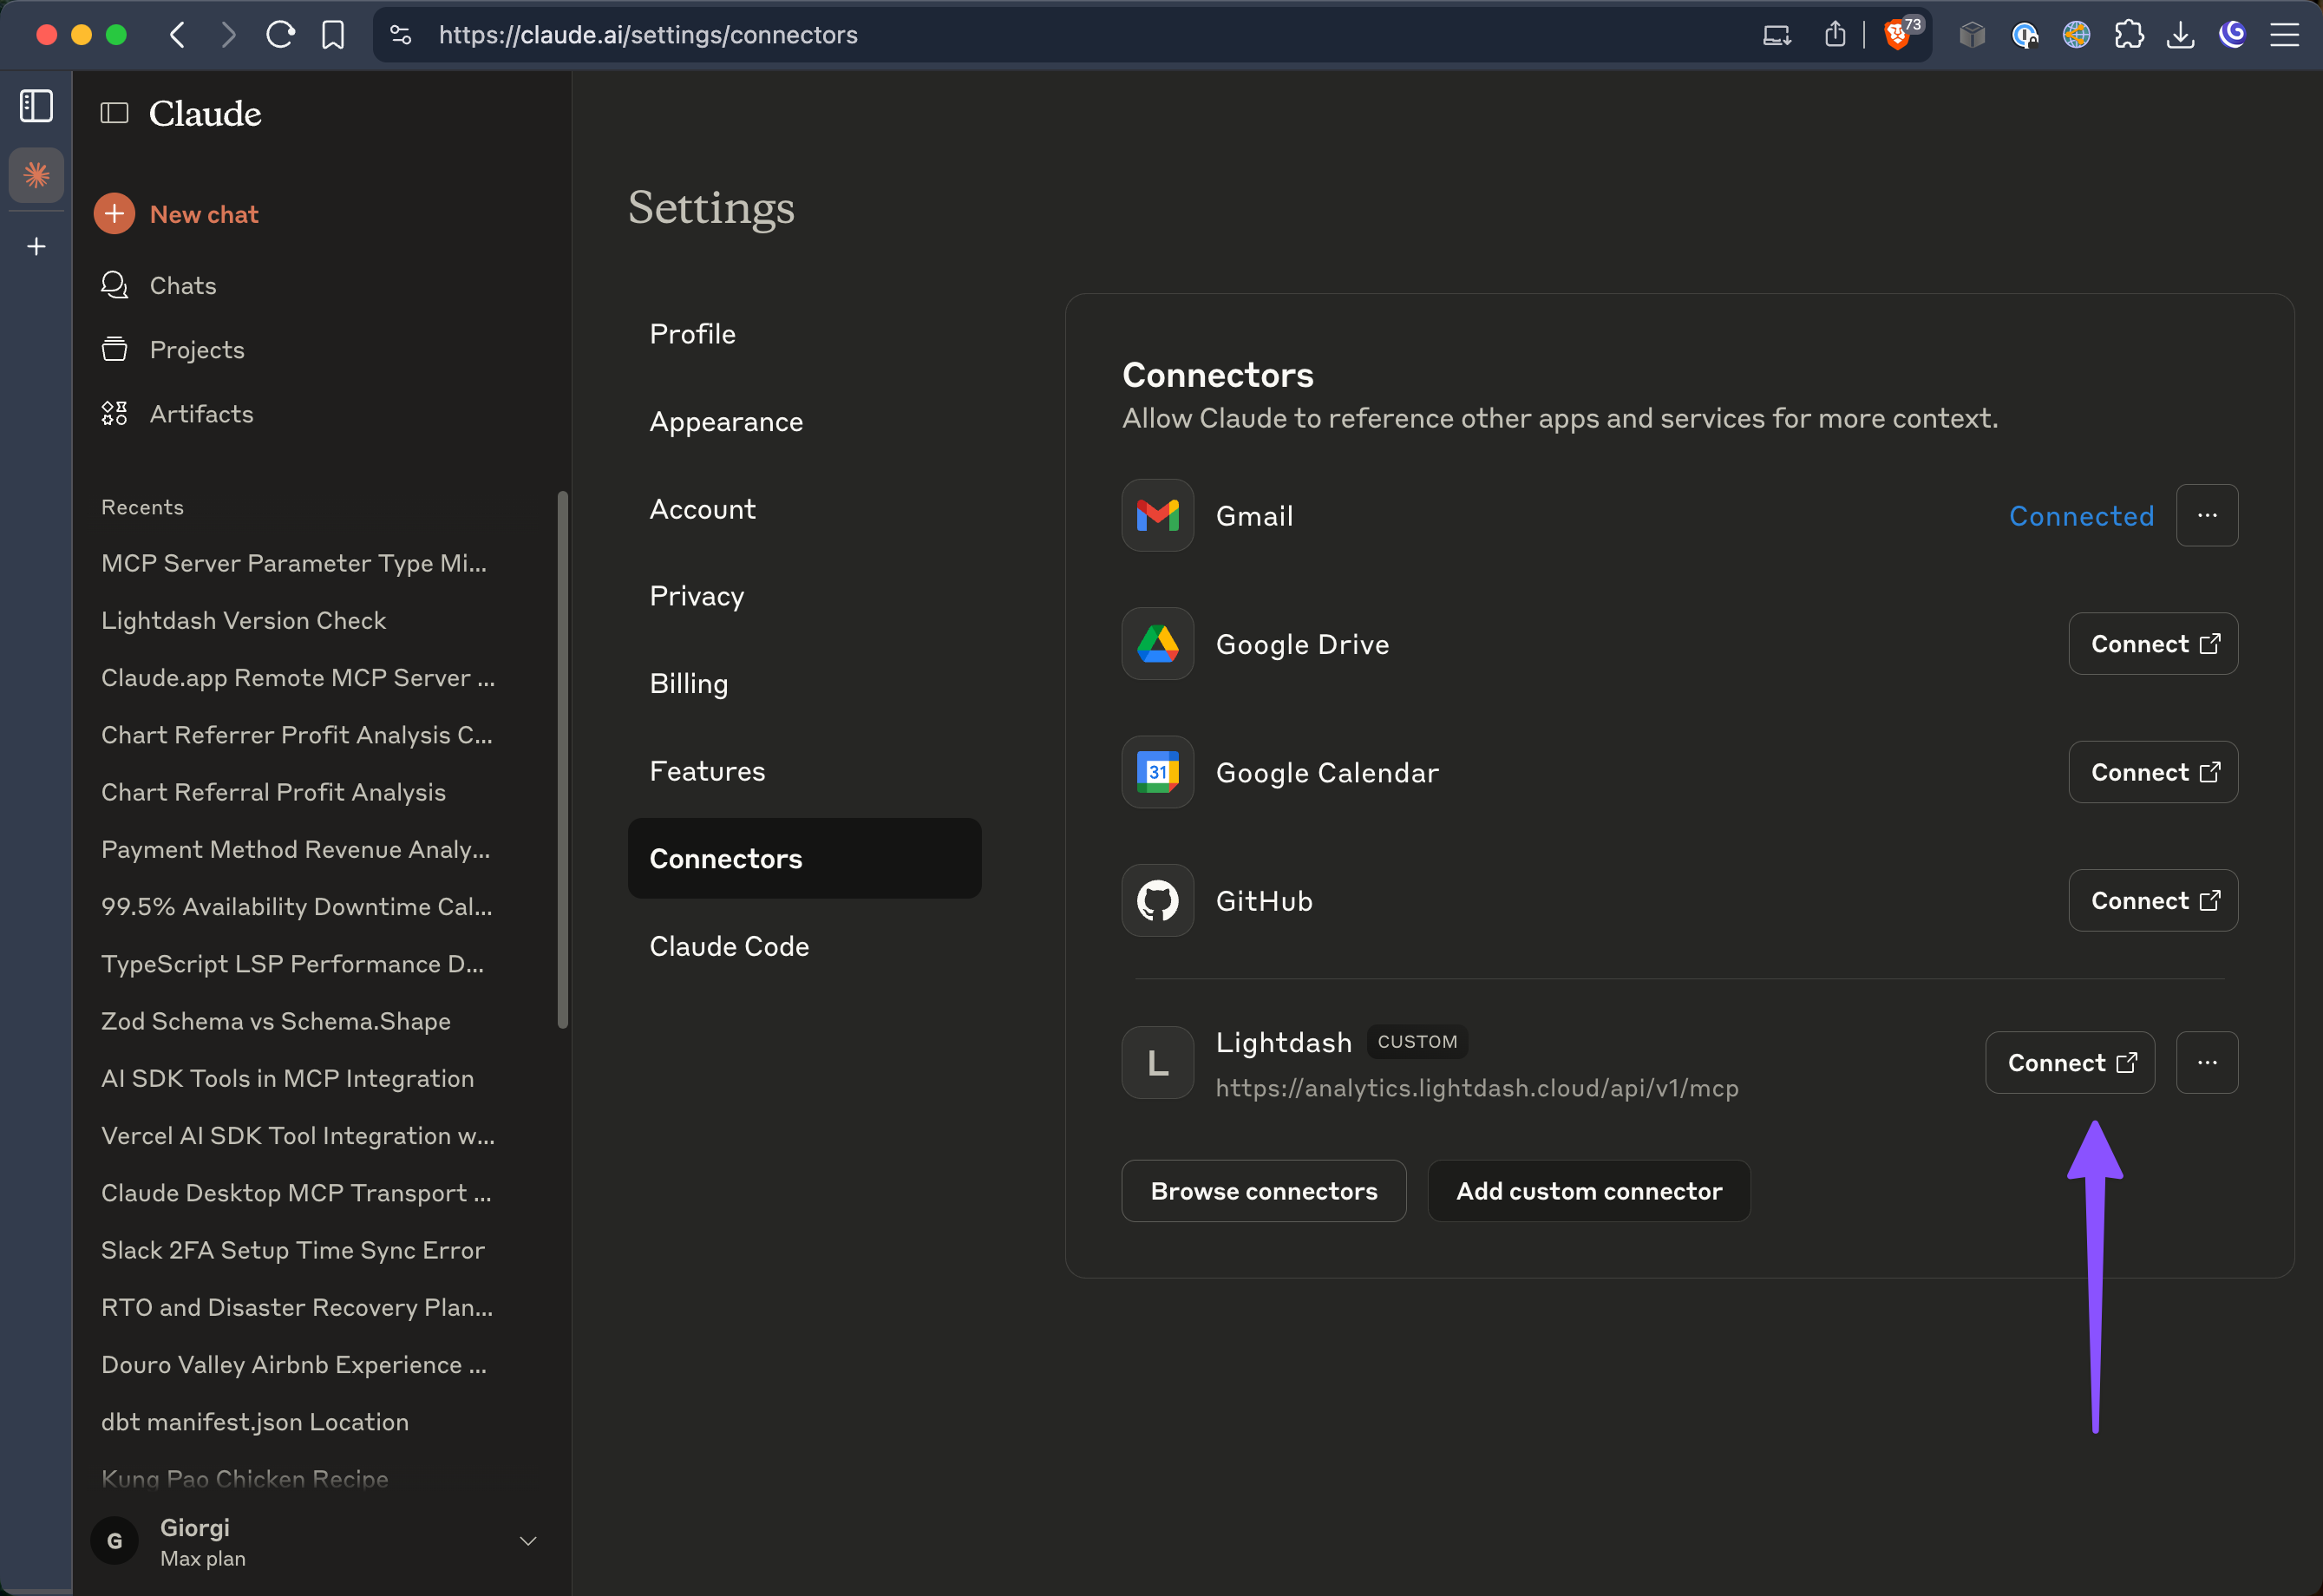 https://claude.ai/settings/connectors
73
Claude
New chat
Chats
Projects
Artifacts
Recents
MCP Server Parameter Type Mi...
Lightdash Version Check
Claude.app Remote MCP Server ...
Chart Referrer Profit Analysis C...
Chart Referral Profit Analysis
Payment Method Revenue Analy...
99.5% Availability Downtime Cal...
TypeScript LSP Performance D...
Zod Schema vs Schema.Shape
AI SDK Tools in MCP Integration
Vercel AI SDK Tool Integration w...
Claude Desktop MCP Transport ...
Slack 2FA Setup Time Sync Error
RTO and Disaster Recovery Plan...
Douro Valley Airbnb Experience ...
dbt manifest.json Location
Kung Pao Chicken Recipe
G
Giorgi
Max plan
Settings
Profile
Appearance
Account
Privacy
Billing
Features
Connectors
Claude Code
Connectors
Allow Claude to reference other apps and services for more context.
Gmail
Connected
Google Drive
Connect
31
Google Calendar
Connect
GitHub
Connect
L
Lightdash CUSTOM
https://analytics.lightdash.cloud/api/v1/mcp
Connect
Browse connectors
Add custom connector